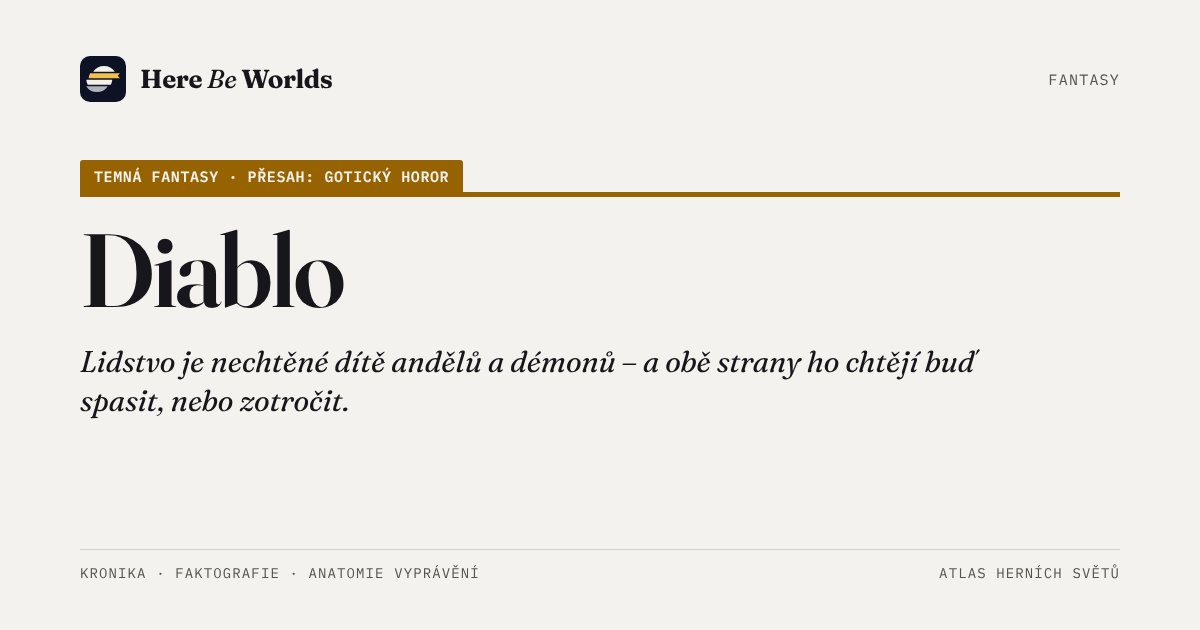 Here Be Worlds
FANTASY
TEMNÁ FANTASY · PŘESAH: GOTICKÝ HOROR
Diablo
Lidstvo je nechtěné dítě andělů a démonů – a obě strany ho chtějí buď
spasit, nebo zotročit.
KRONIKA · FAKTOGRAFIE · ANATOMIE VYPRÁVĚNÍ
ATLAS HERNÍCH SVĚTŮ